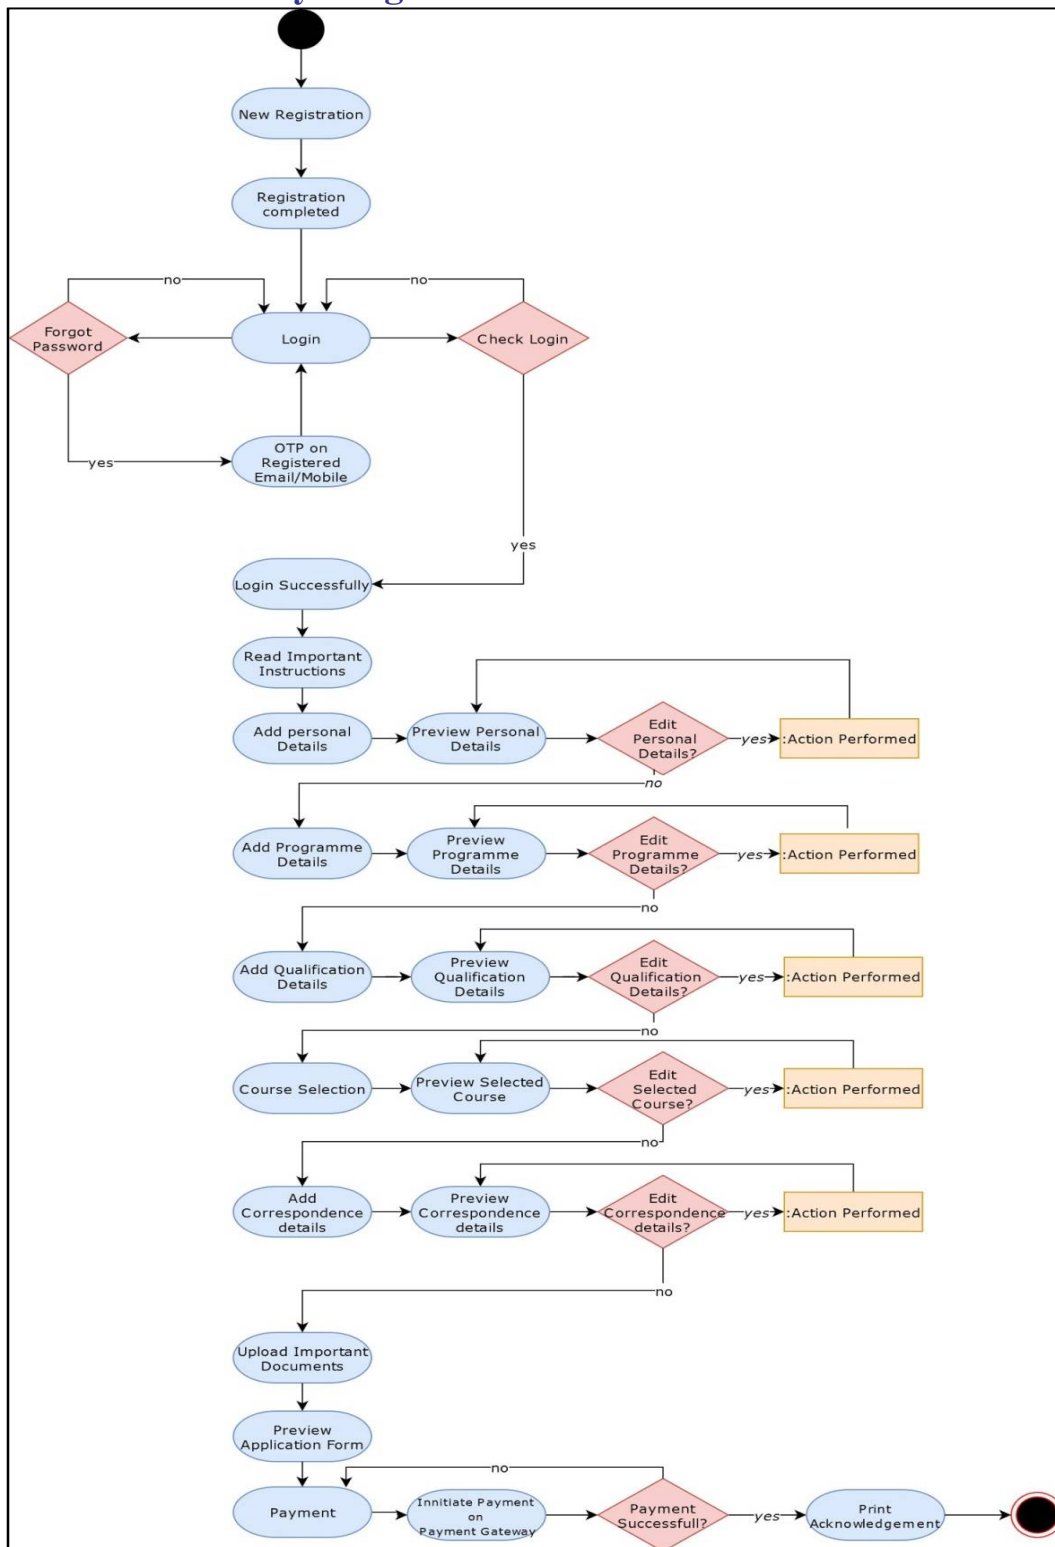 New Registration
Registration
completed
no
no
Forgot
Password
Login
Check Login
yes
OTP on
Registered
Email/Mobile
yes
Login Successfully
Read Important
Instructions
Add personal
Details
Preview Personal
Details
Edit
Personal
Details?
yes
:Action Performed
no
Add Programme
Details
Preview
Programme
Details
Edit
Programme
Details?
yes
:Action Performed
no
Add Qualification
Details
Preview
Qualification
Details
Edit
Qualification
Details?
yes
:Action Performed
no
Course Selection
Preview Selected
Course
Edit
Selected
Course?
yes
:Action Performed
no
Add
Correspondence
details
Preview
Correspondence
details
Edit
Correspondence
details?
yes
:Action Performed
no
Upload Important
Documents
Preview
Application Form
no
Payment
Innitiate Payment
on
Payment Gateway
Payment
Successfull?
yes
Print
Acknowledgement